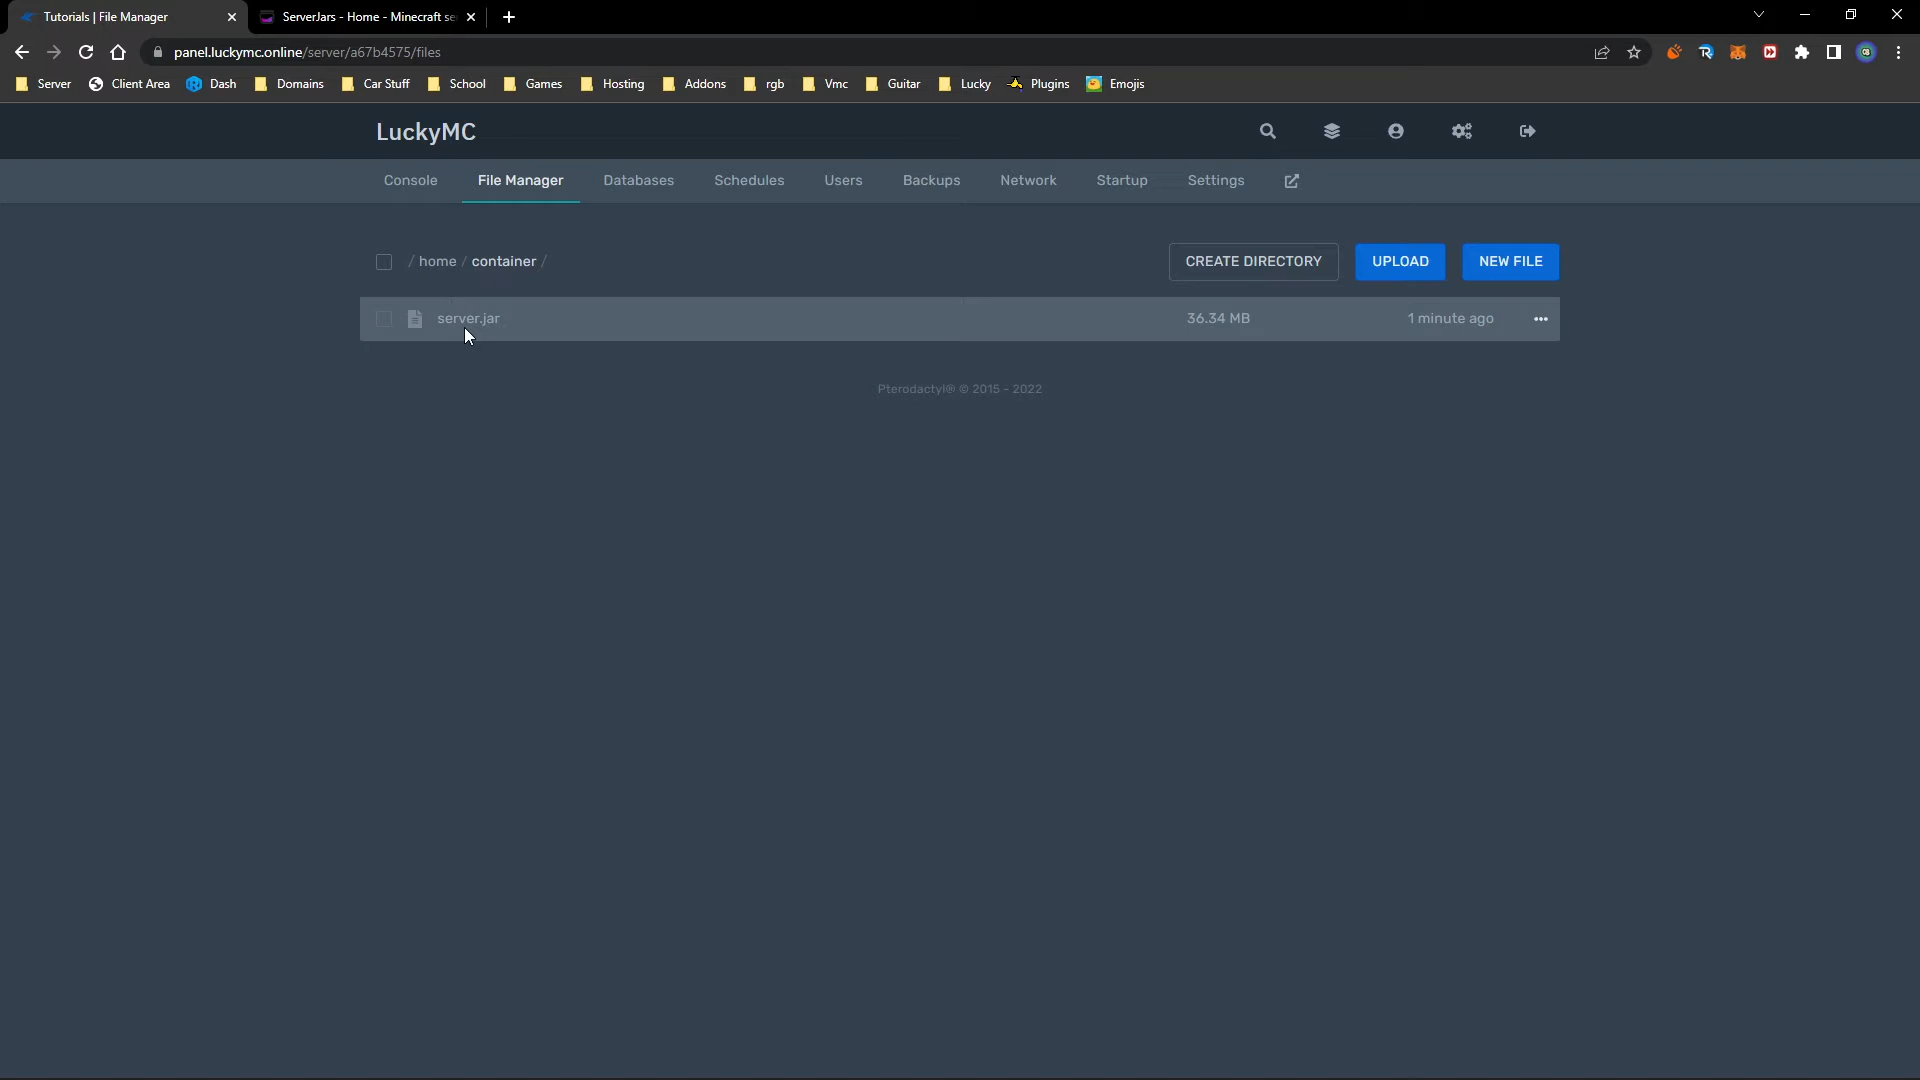 Tutorials | File Manager
ServerJars - Home - Minecraft se
panel.luckymc.online/server/a67b4575/files
Server Client Area Dash Domains Car Stuff School Games Hosting Addons rgb Vmc Guitar Lucky Plugins Emojis
LuckyMC
Console File Manager Databases Schedules Users Backups Network Startup Settings
/ home / container /
CREATE DIRECTORY UPLOAD NEW FILE
server.jar 36.34 MB 1 minute ago
Pterodactyl® © 2015 - 2022